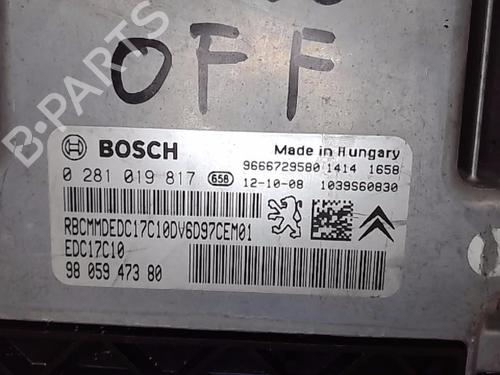 OFF
B-PARTS
BOSCH
Made in Hungary
9666729580 1414 1658
0 281 019 817 658 12-10-08 1039S60830
RBCMMDEDC17C10DV6D97CEM01
EDC17C10
98 059 473 80